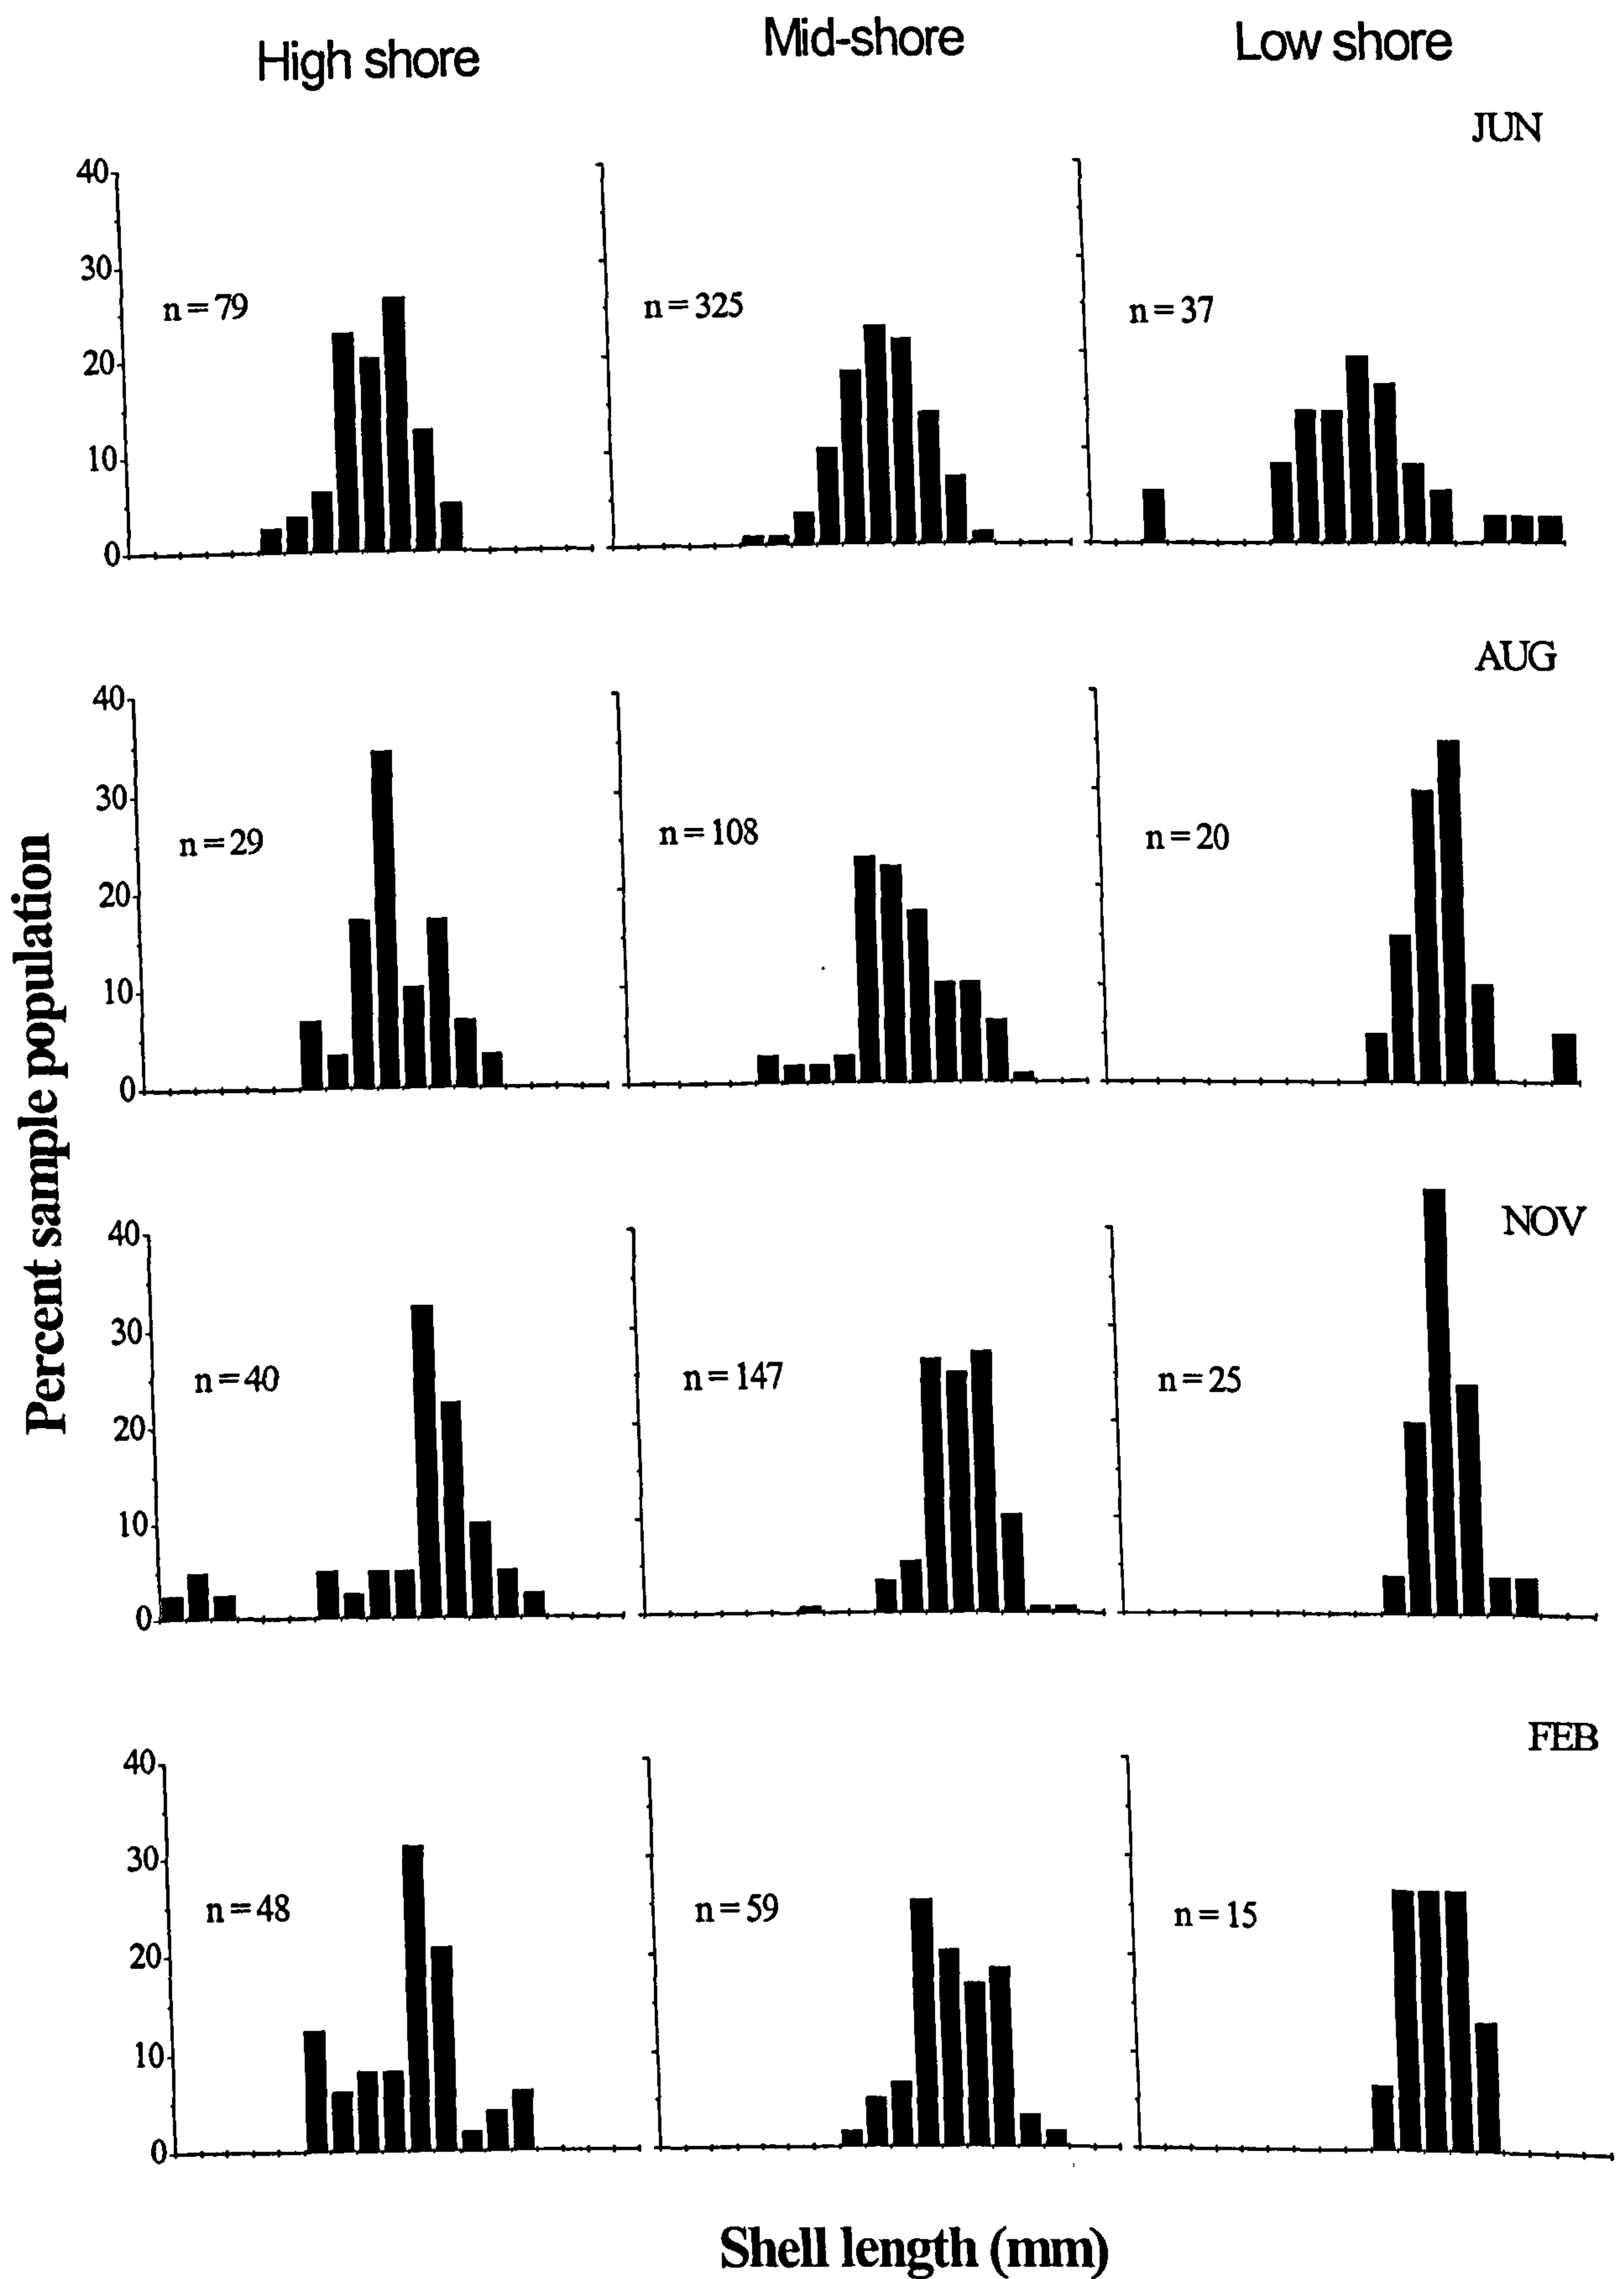 High shore Mid-shore Low shore
JUN
40
30
20
10
0
n=79 n=325 n=37
AUG
40
30
20
10
0
n=29 n=108 n=20
NOV
40
30
20
10
0
n=40 n=147 n=25
FEB
40
30
20
10
0
n=48 n=59 n=15
Percent sample population
Shell length (mm)